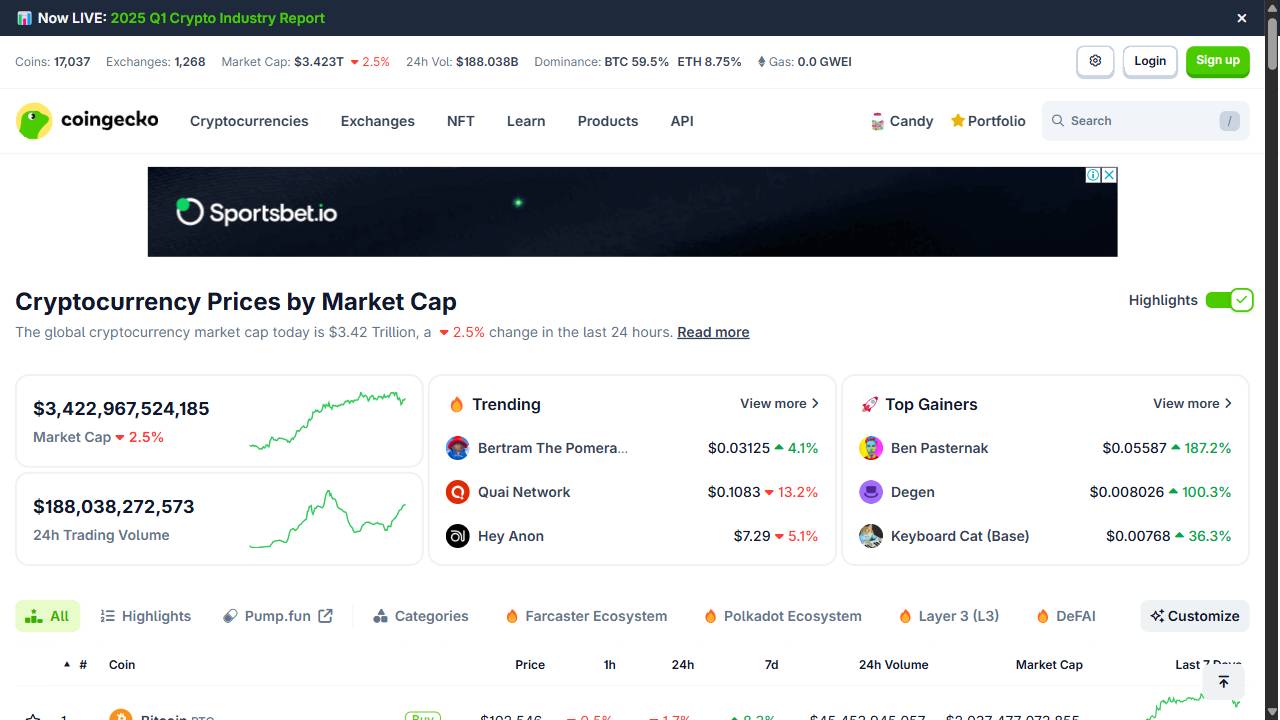 Now LIVE: 2025 Q1 Crypto Industry Report
Coins: 17,037 Exchanges: 1,268 Market Cap: $3.423T 2.5% 24h Vol: $188.038B Dominance: BTC 59.5% ETH 8.75% Gas: 0.0 GWEI Login Sign up
coingecko Cryptocurrencies Exchanges NFT Learn Products API Candy Portfolio Search /
Sportsbet.io
Cryptocurrency Prices by Market Cap Highlights
The global cryptocurrency market cap today is $3.42 Trillion, a 2.5% change in the last 24 hours. Read more
$3,422,967,524,185
Market Cap 2.5%
$188,038,272,573
24h Trading Volume
Trending View more
Bertram The Pomera... $0.03125 4.1%
Quai Network $0.1083 13.2%
Hey Anon $7.29 5.1%
Top Gainers View more
Ben Pasternak $0.05587 187.2%
Degen $0.008026 100.3%
Keyboard Cat (Base) $0.00768 36.3%
All Highlights Pump.fun Categories Farcaster Ecosystem Polkadot Ecosystem Layer 3 (L3) DeFAI Customize
# Coin Price 1h 24h 7d 24h Volume Market Cap Last 7 Days
1 Bitcoin BTC Buy $102,546 0.5% 1.7% 8.2%